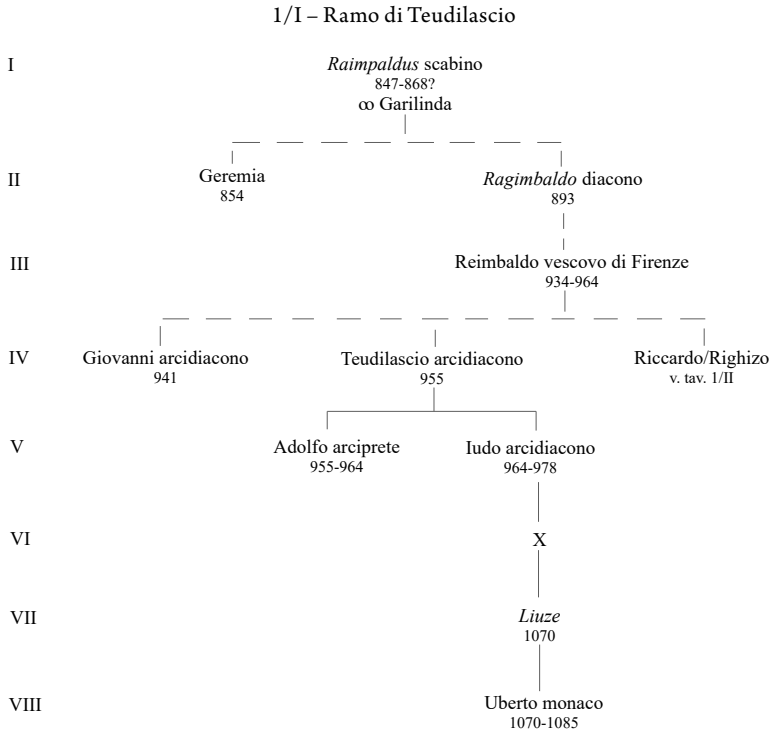 1/I – Ramo di Teudilascio
I
Raimpaldus scabino
847-868?
∞ Garilinda
II
Geremia
854
Ragimbaldo diacono
893
III
Reimbaldo vescovo di Firenze
934-964
IV
Giovanni arcidiacono
941
Teudilascio arcidiacono
955
Riccardo/Righizo
v. tav. 1/II
V
Adolfo arciprete
955-964
Iudo arcidiacono
964-978
VI
X
VII
Liuze
1070
VIII
Uberto monaco
1070-1085